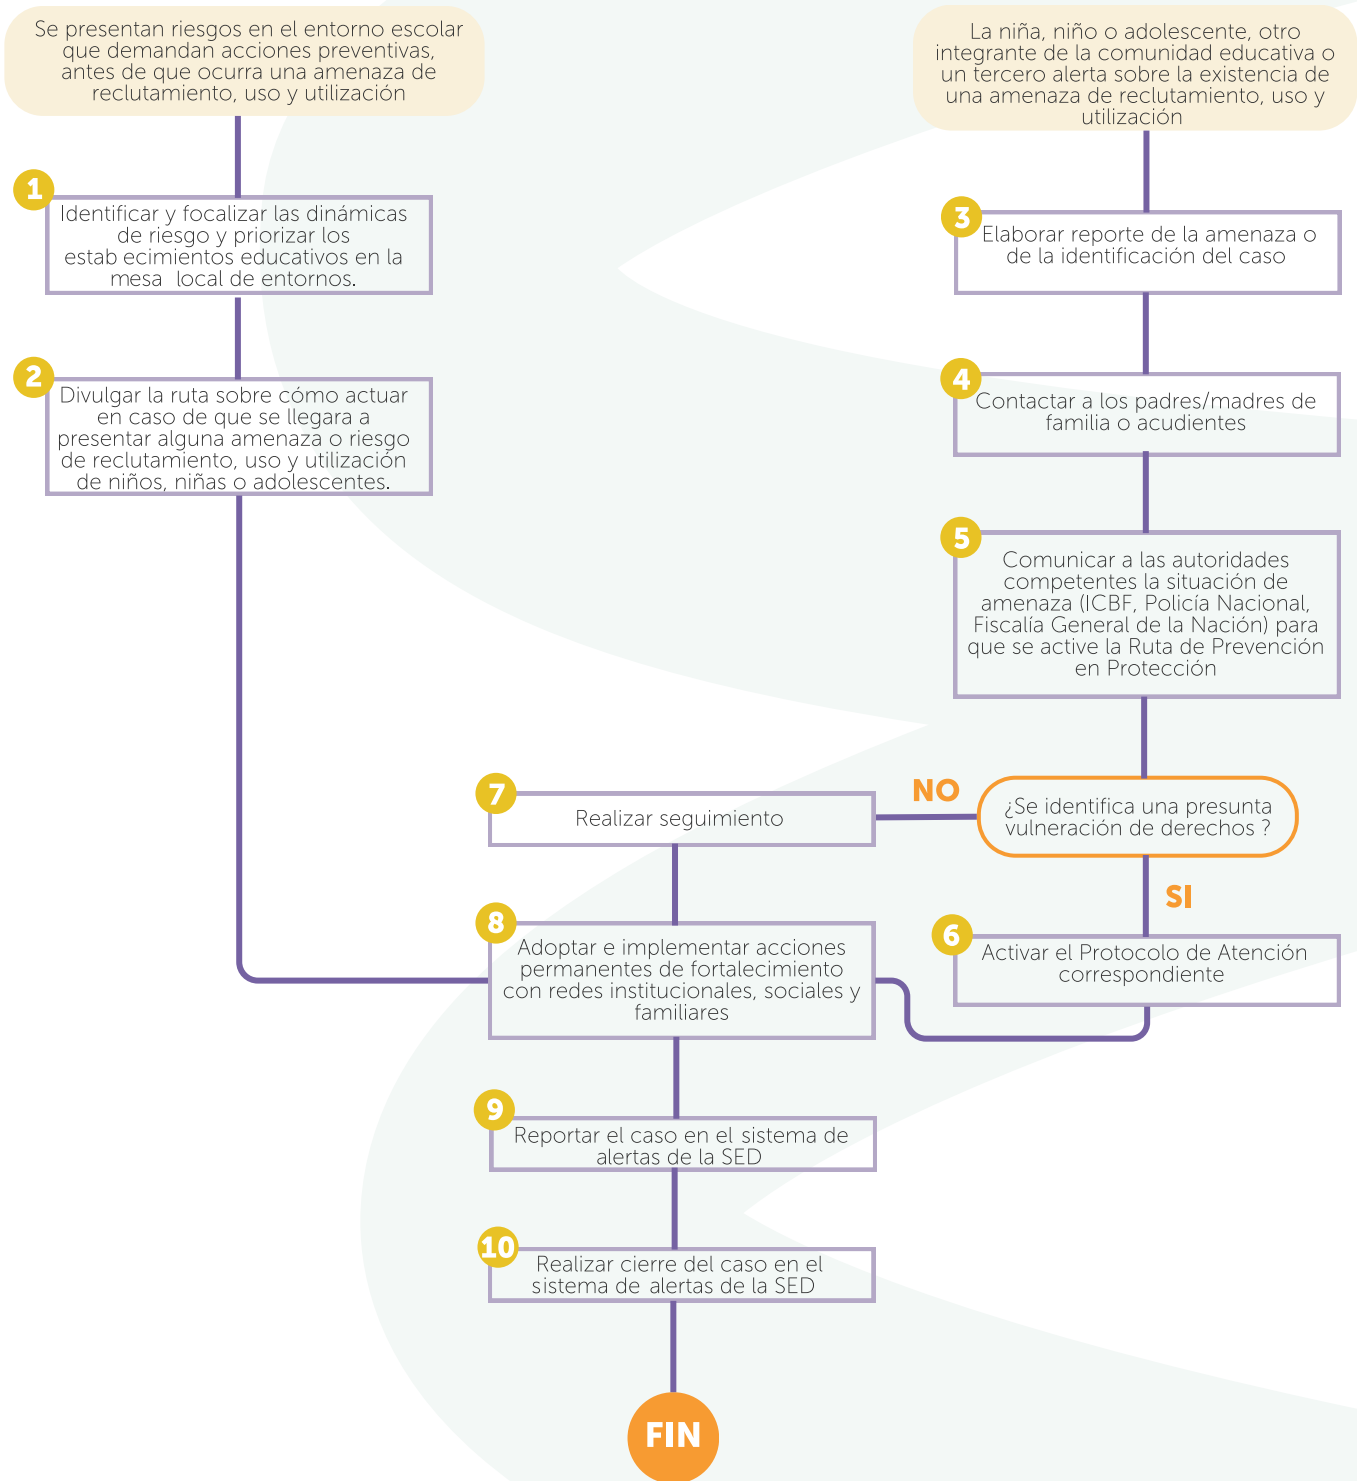 Se presentan riesgos en el entorno escolar
que demandan acciones preventivas,
antes de que ocurra una amenaza de
reclutamiento, uso y utilización
1
Identificar y focalizar las dinámicas
de riesgo y priorizar los
estab ecimientos educativos en la
mesa local de entornos.
2
Divulgar la ruta sobre cómo actuar
en caso de que se llegara a
presentar alguna amenaza o riesgo
de reclutamiento, uso y utilización
de niños, niñas o adolescentes.
La niña, niño o adolescente, otro
integrante de la comunidad educativa o
un tercero alerta sobre la existencia de
una amenaza de reclutamiento, uso y
utilización
3
Elaborar reporte de la amenaza o
de la identificación del caso
4
Contactar a los padres/madres de
familia o acudientes
5
Comunicar a las autoridades
competentes la situación de
amenaza (ICBF, Policía Nacional,
Fiscalía General de la Nación) para
que se active la Ruta de Prevención
en Protección
¿Se identifica una presunta
vulneración de derechos ?
NO
SI
6
Activar el Protocolo de Atención
correspondiente
7
Realizar seguimiento
8
Adoptar e implementar acciones
permanentes de fortalecimiento
con redes institucionales, sociales y
familiares
9
Reportar el caso en el sistema de
alertas de la SED
10
Realizar cierre del caso en el
sistema de alertas de la SED
FIN